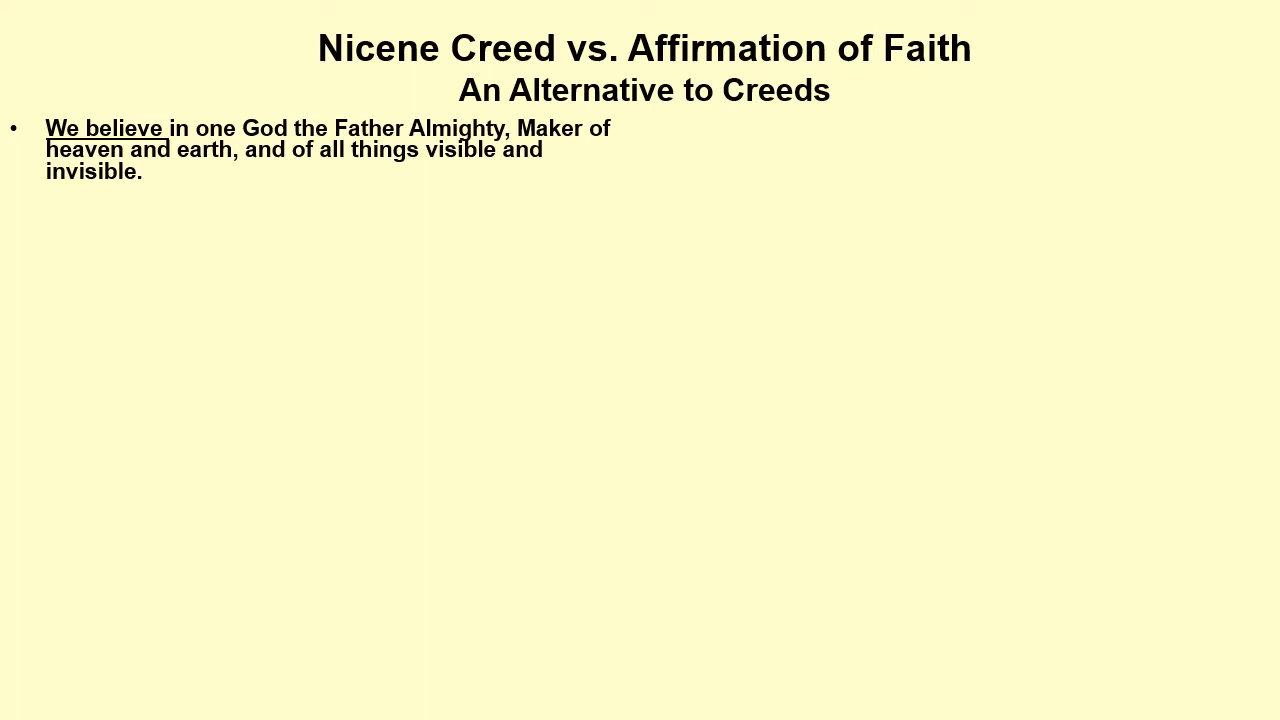 Nicene Creed vs. Affirmation of Faith
An Alternative to Creeds
• We believe in one God the Father Almighty, Maker of
heaven and earth, and of all things visible and
invisible.